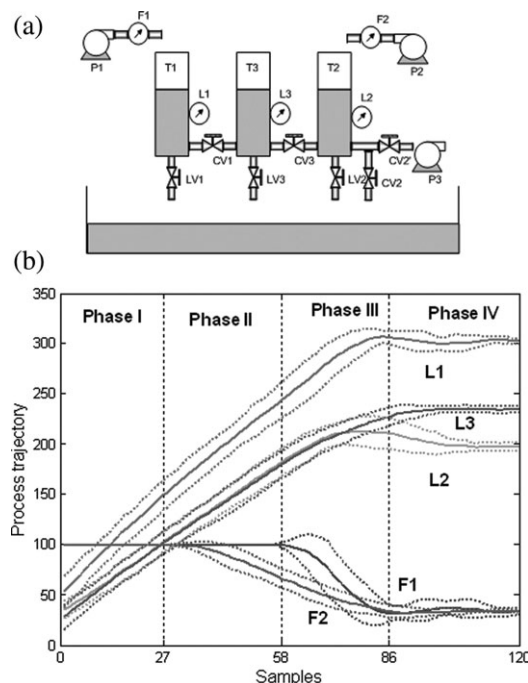 (a)
F1
F2
P1
P2
T1
T3
T2
L1
L3
L2
CV1
CV3
CV2'
P3
LV1
LV3
LV2
CV2
(b)
350
Phase I
Phase II
Phase III
Phase IV
300
L1
250
L3
200
L2
150
100
F1
50
F2
0
0
27
58
86
120
Process trajectory
Samples